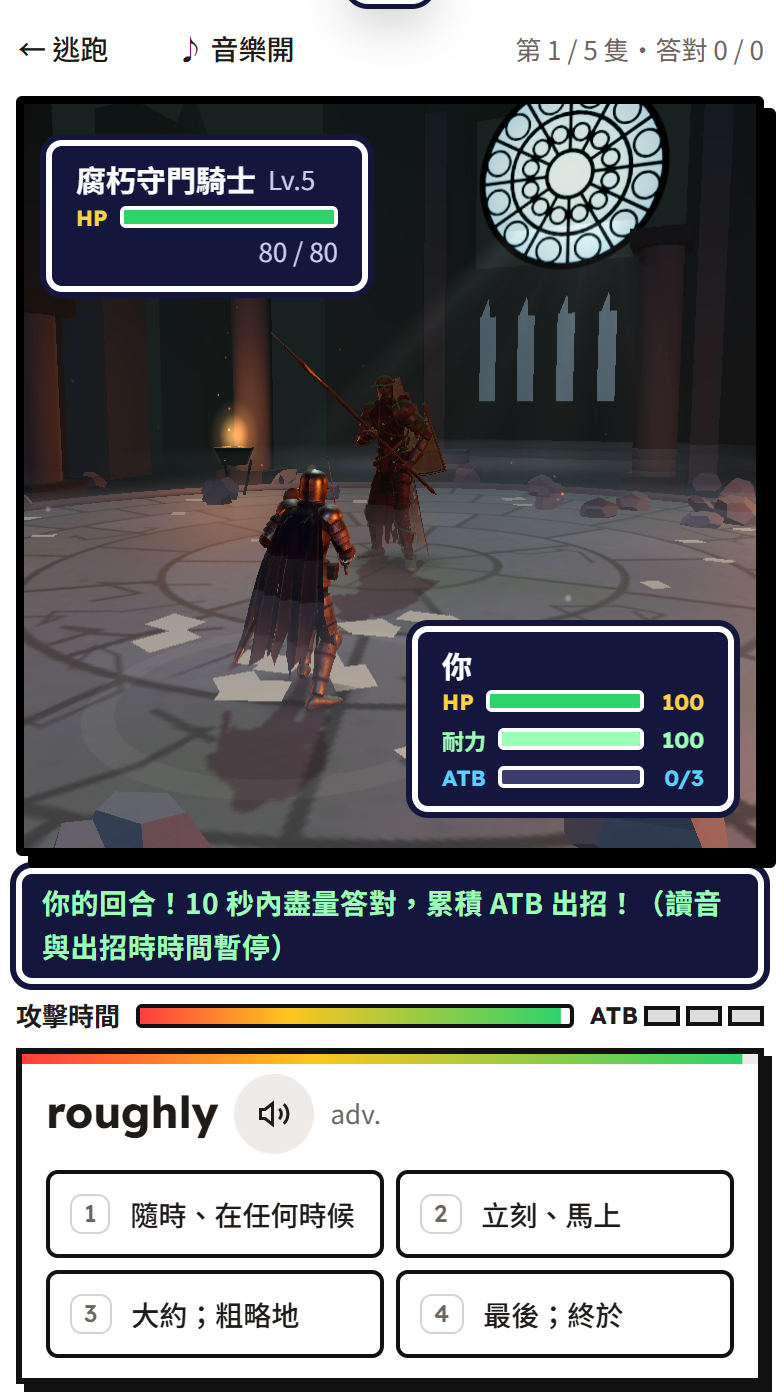 ← 逃跑 ♪ 音樂開 第 1 / 5 隻・答對 0 / 0
腐朽守門騎士 Lv.5
HP
80 / 80
你
HP 100
耐力 100
ATB 0/3
你的回合！10 秒內盡量答對，累積 ATB 出招！（讀音
與出招時時間暫停）
攻擊時間 ATB
roughly adv.
1 隨時、在任何時候
2 立刻、馬上
3 大約；粗略地
4 最後；終於